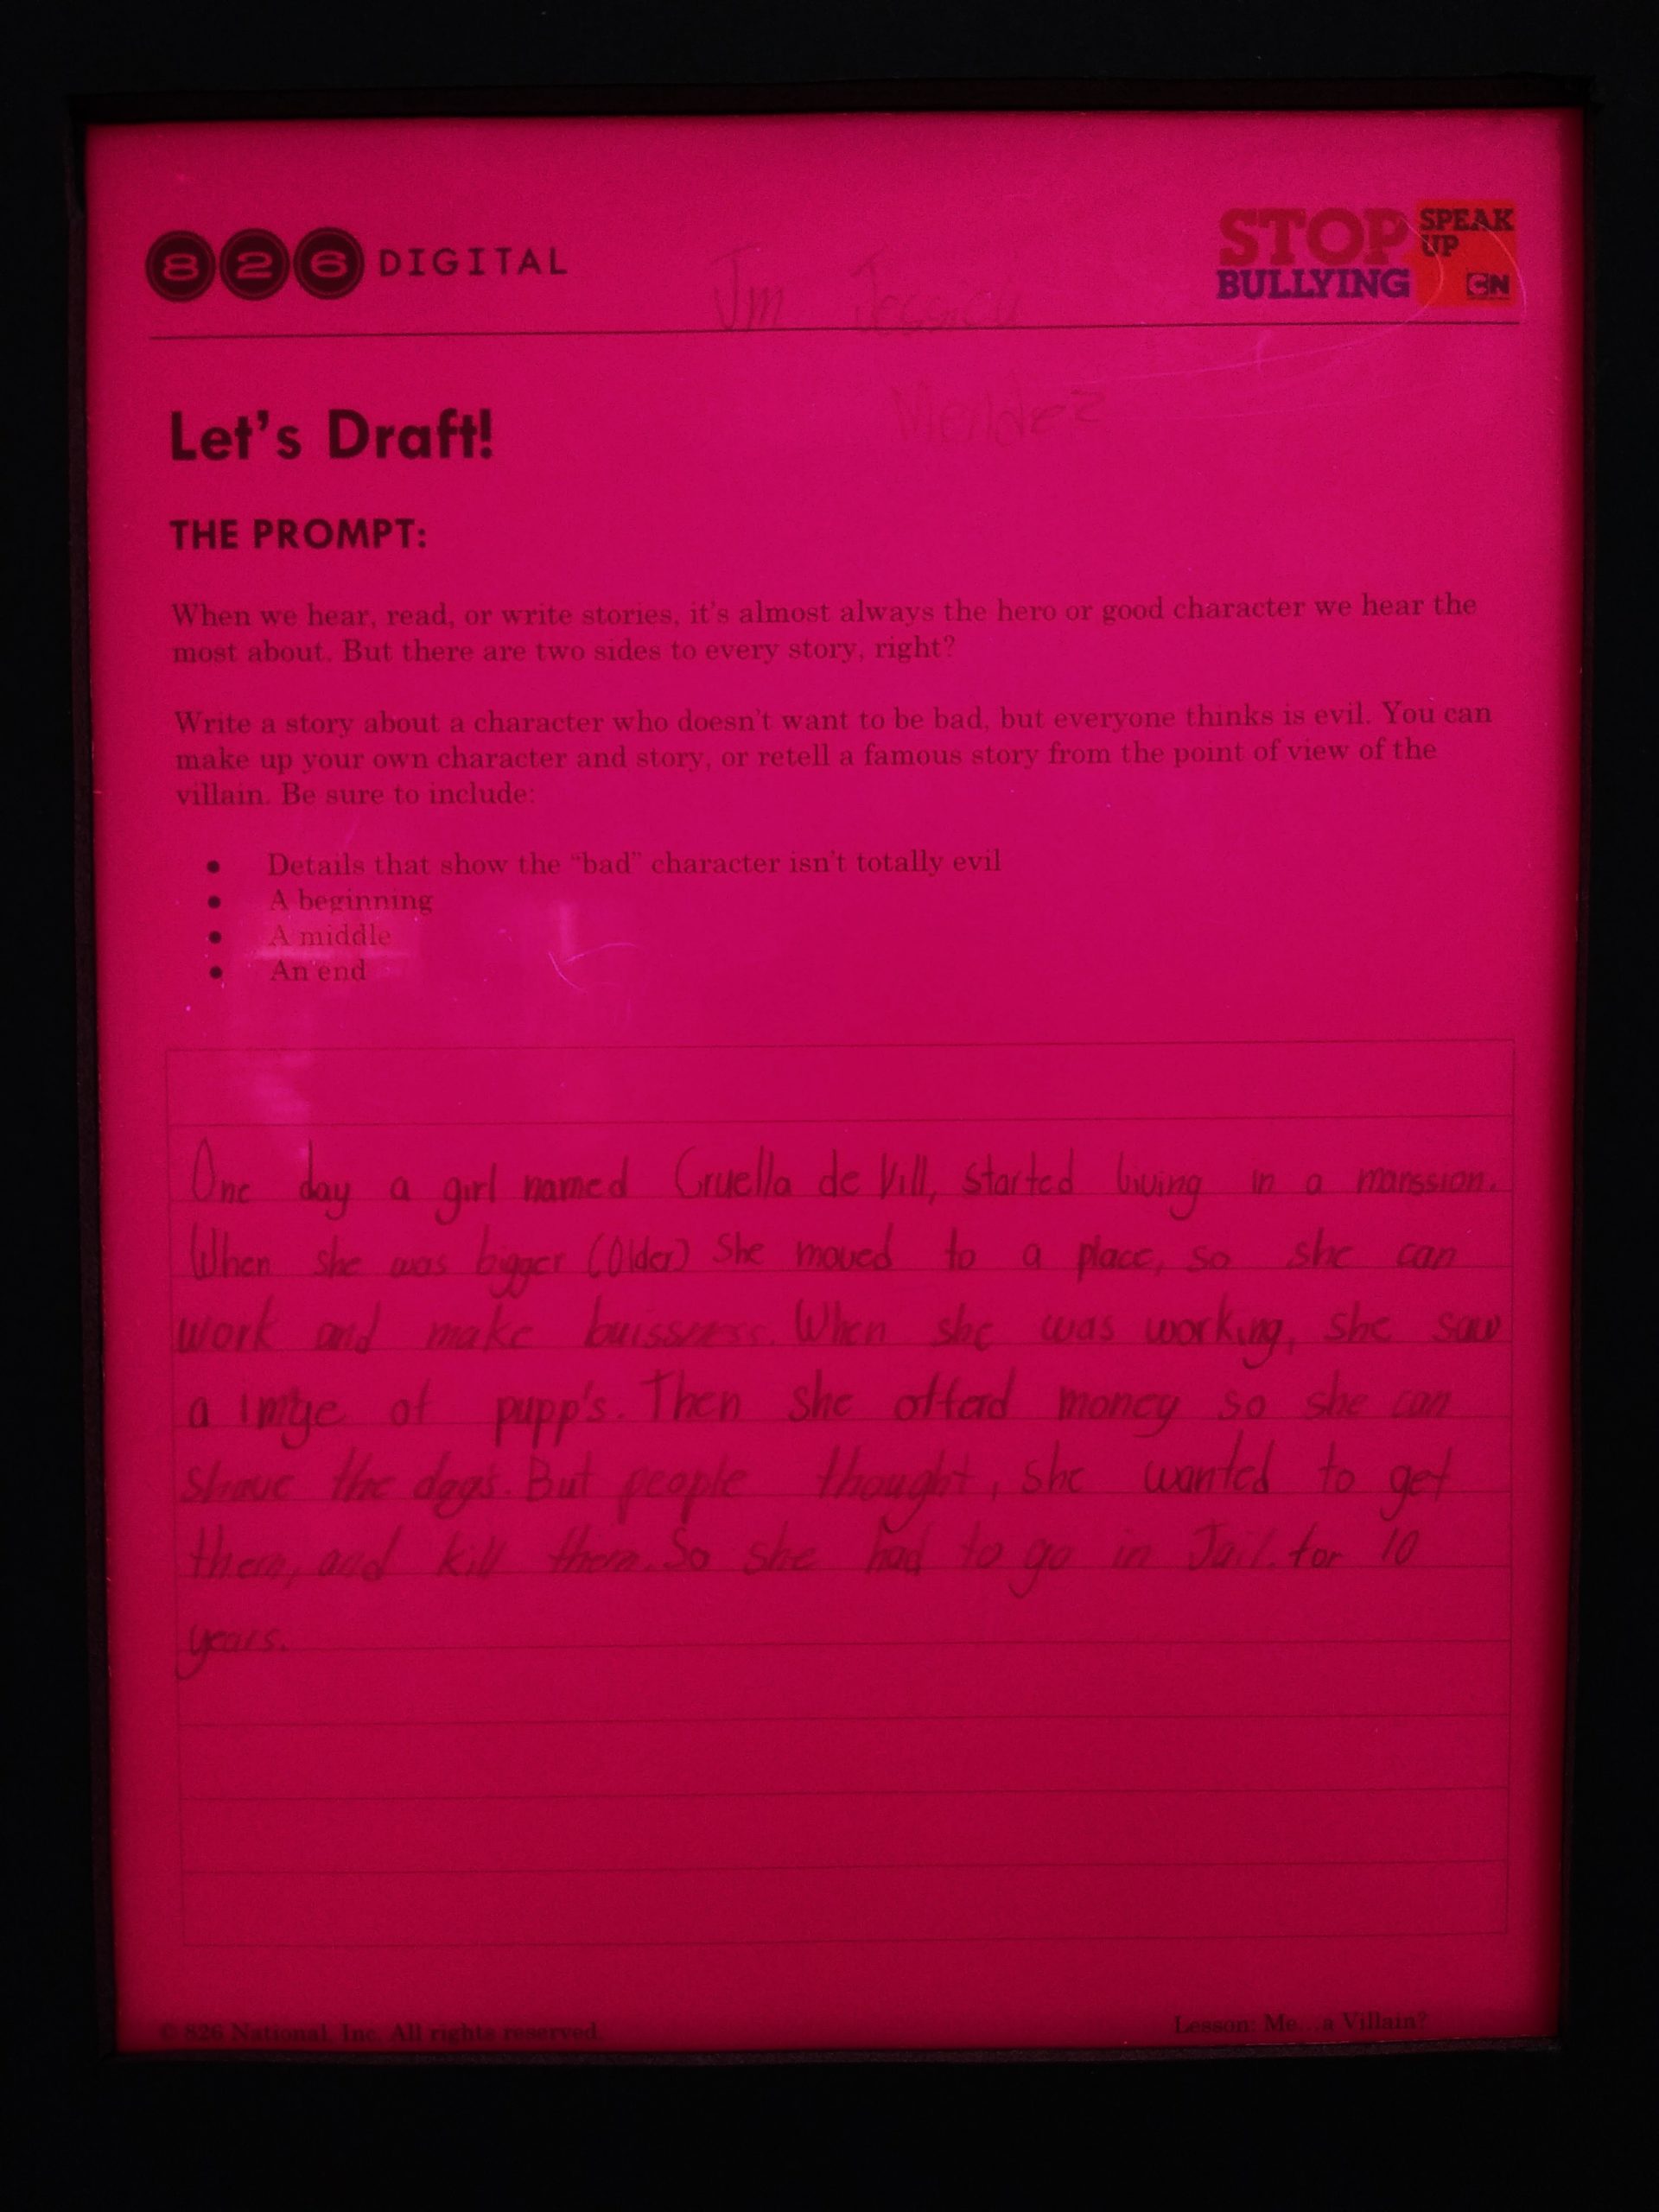 826 DIGITAL
STOP SPEAK
UP
BULLYING CN
Jm Jessica
Mendez
Let's Draft!
THE PROMPT:
When we hear, read, or write stories, it's almost always the hero or good character we hear the
most about. But there are two sides to every story, right?
Write a story about a character who doesn't want to be bad, but everyone thinks is evil. You can
make up your own character and story, or retell a famous story from the point of view of the
villain. Be sure to include:
● Details that show the "bad" character isn't totally evil
● A beginning
● A middle
● An end
One day a girl named Cruella de Vill, started living in a manssion.
When she was bigger (Older) She moved to a place, so she can
work and make buissness. When she was working, she saw
a imge of pupp's. Then she offerd money so she can
shave the dogs. But people thought, she wanted to get
them, and kill them. So she had to go in Jail. for 10
years.
© 826 National, Inc. All rights reserved.
Lesson: Me...a Villain?